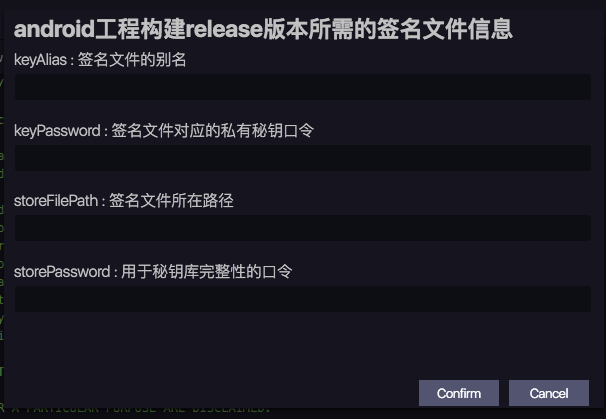 android工程构建release版本所需的签名文件信息
keyAlias : 签名文件的别名
keyPassword : 签名文件对应的私有秘钥口令
storeFilePath : 签名文件所在路径
storePassword : 用于秘钥库完整性的口令
Confirm Cancel
R A PARTICULAR PURPOSE ARE DISCLAIMED.